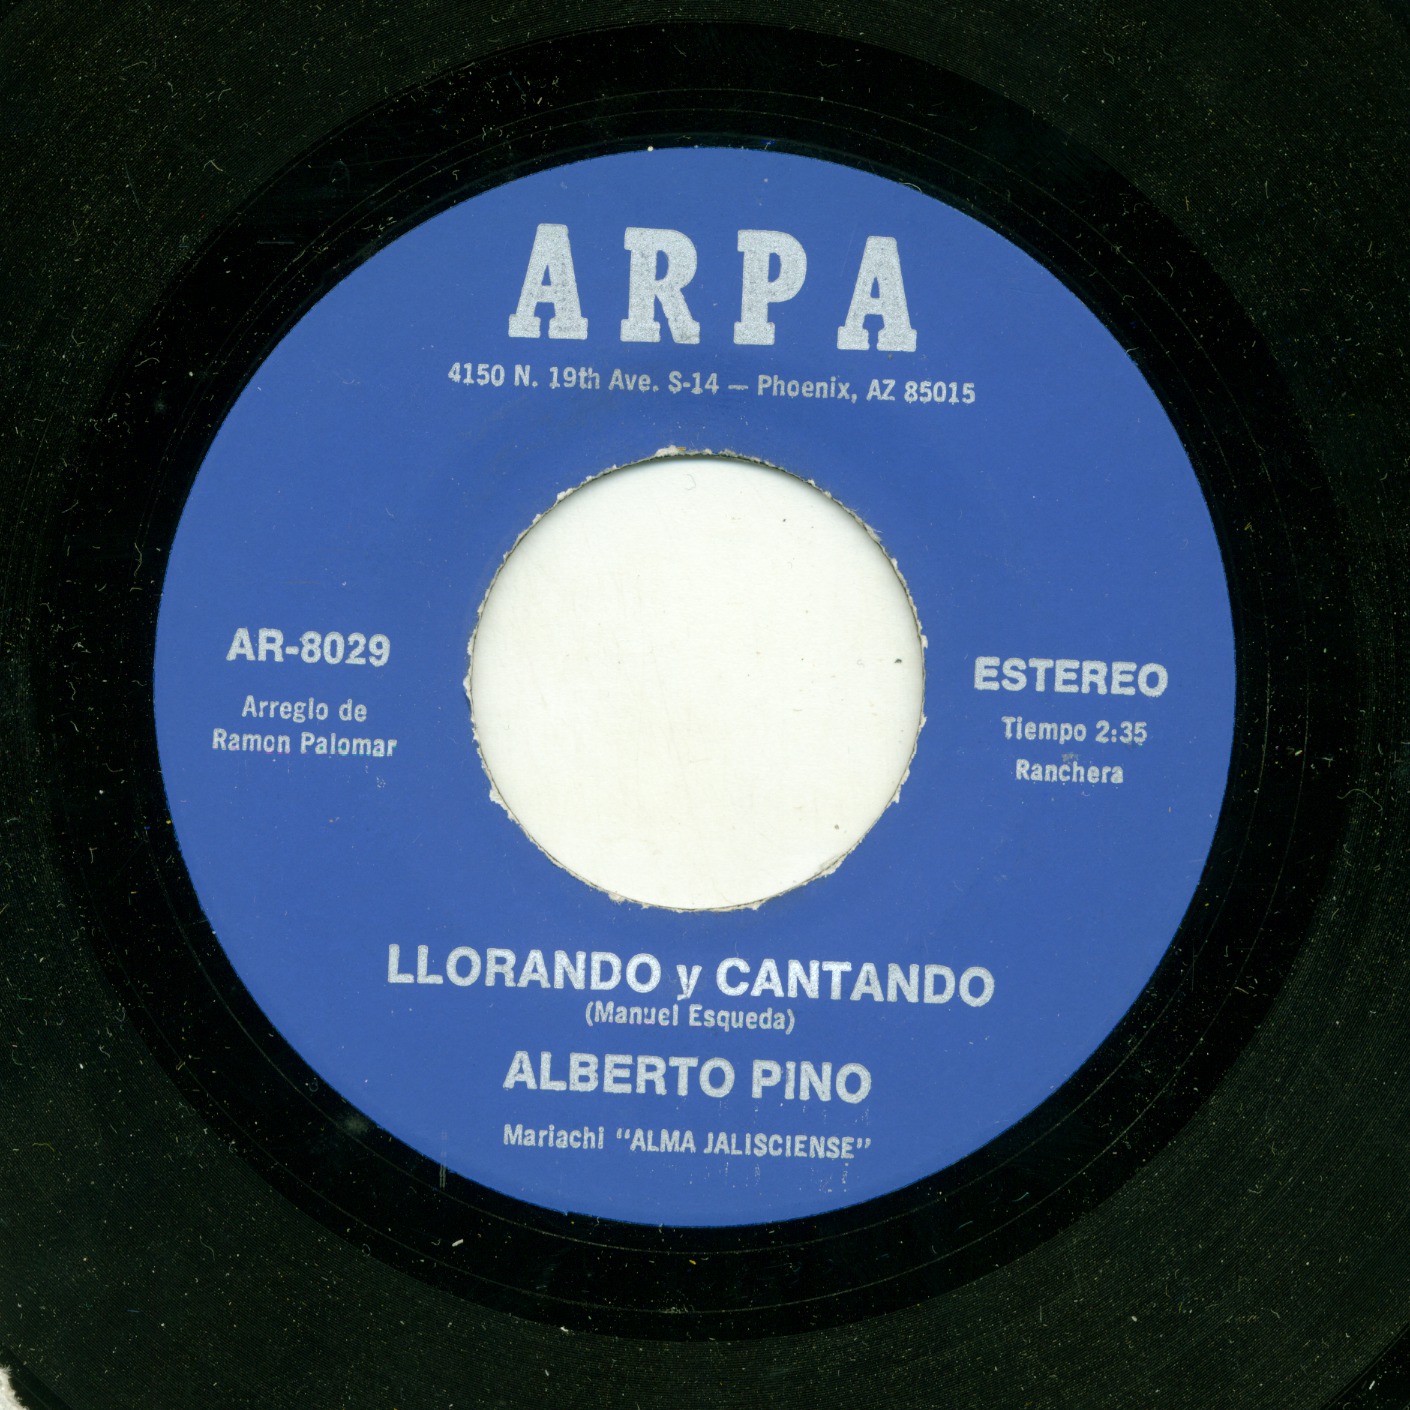 ARPA
4150 N. 19th Ave. S-14 — Phoenix, AZ 85015
AR-8029
Arreglo de
Ramon Palomar
ESTEREO
Tiempo 2:35
Ranchera
LLORANDO y CANTANDO
(Manuel Esqueda)
ALBERTO PINO
Mariachi "ALMA JALISCIENSE"